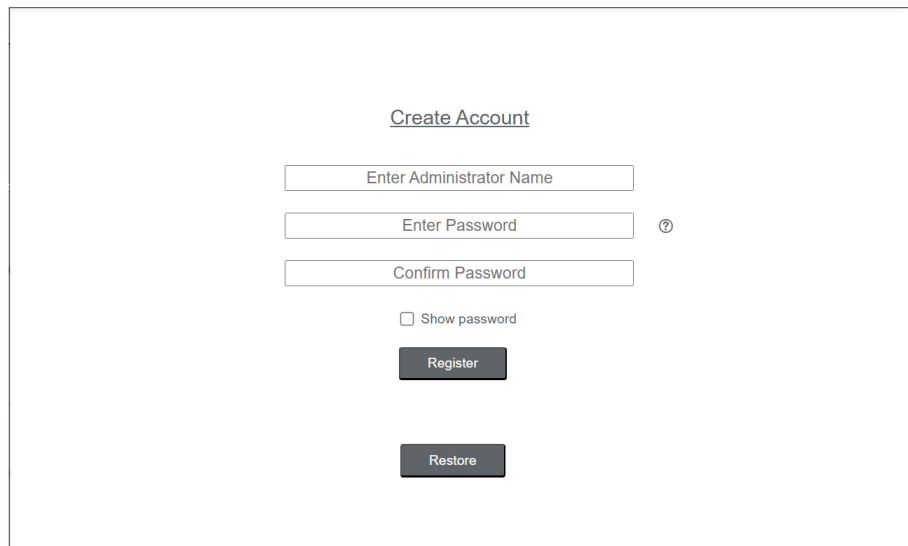 Create Account
Enter Administrator Name
Enter Password
Confirm Password
Show password
Register
Restore